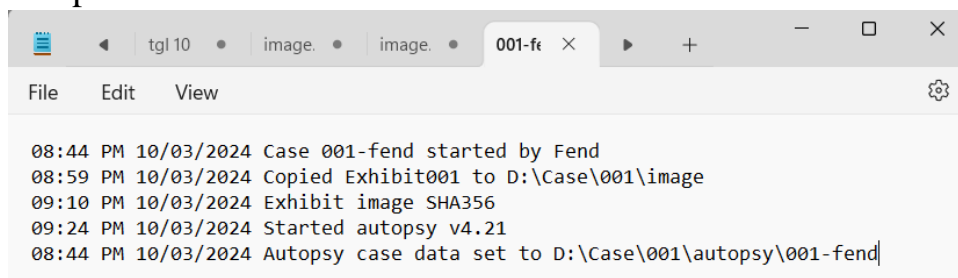 tgl 10 image. image. 001-fe
File Edit View
08:44 PM 10/03/2024 Case 001-fend started by Fend
08:59 PM 10/03/2024 Copied Exhibit001 to D:\Case\001\image
09:10 PM 10/03/2024 Exhibit image SHA356
09:24 PM 10/03/2024 Started autopsy v4.21
08:44 PM 10/03/2024 Autopsy case data set to D:\Case\001\autopsy\001-fend